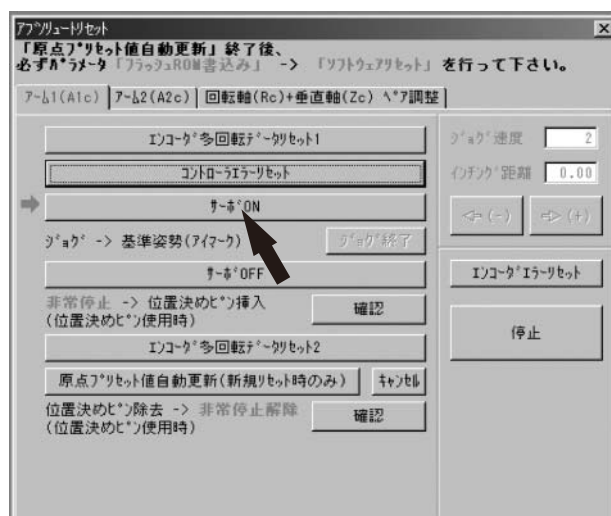 アブソリュートリセット
「原点プリセット値自動更新」終了後、
必ずパラメータ「フラッシュROM書込み」 -> 「ソフトウェアリセット」 を行って下さい。
アーム1(A1c)
アーム2(A2c)
回転軸(Rc)+垂直軸(Zc) ペア調整
エンコーダ多回転データリセット1
コントローラエラーリセット
サーボON
ジョグ -> 基準姿勢(アイマーク)
ジョグ終了
サーボOFF
非常停止 -> 位置決めピン挿入
(位置決めピン使用時)
確認
エンコーダ多回転データリセット2
原点プリセット値自動更新(新規リセット時のみ)
キャンセル
位置決めピン除去 -> 非常停止解除
(位置決めピン使用時)
確認
ジョグ速度 2
インチング距離 0.00
(-)
(+)
エンコーダエラーリセット
停止